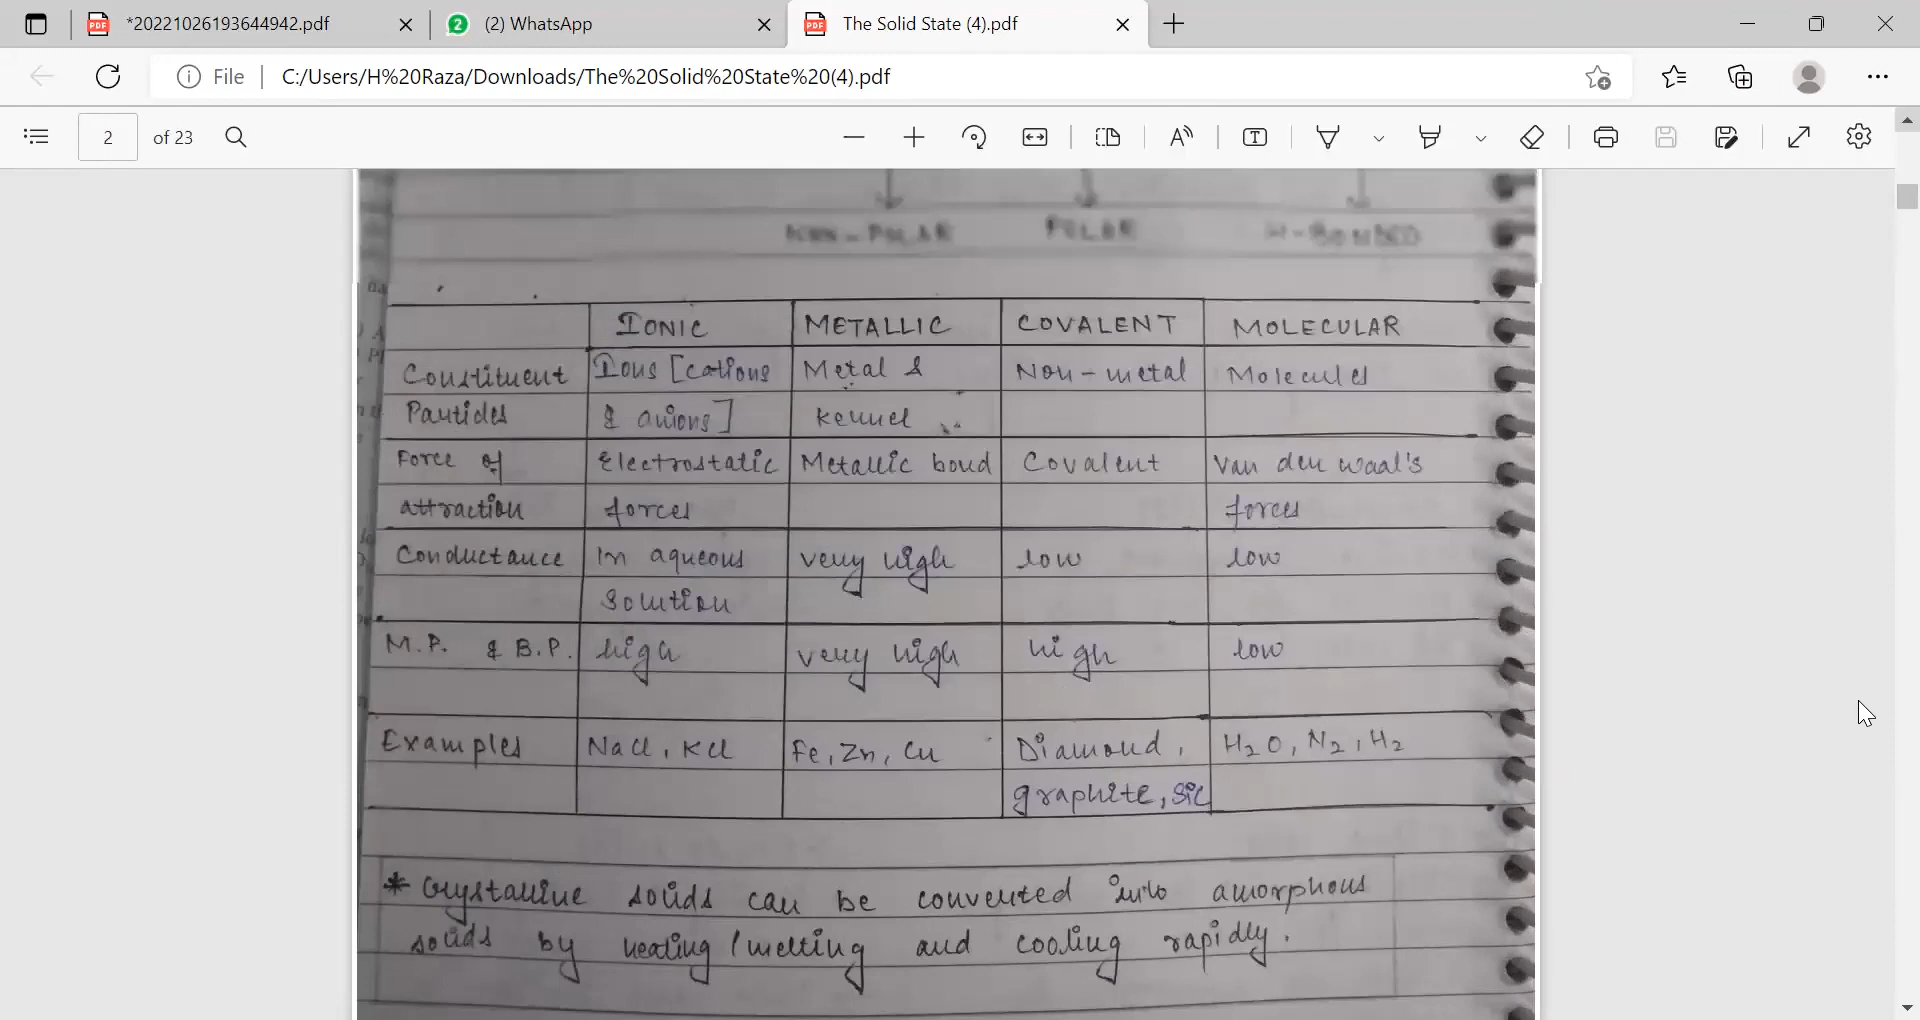 *20221026193644942.pdf
(2) WhatsApp
The Solid State (4).pdf
File
C:/Users/H%20Raza/Downloads/The%20Solid%20State%20(4).pdf
2 of 23
NON-POLAR POLAR H-BONDED
IONIC METALLIC COVALENT MOLECULAR
Constituent Ions [cations Metal & Non-metal Molecules
Particles & anions] Kernel
Force of Electrostatic Metallic bond Covalent Van der waal's
attraction forces forces
Conductance In aqueous very high low low
solution
M.P. & B.P. high very high high low
Examples NaCl, KCl Fe, Zn, Cu Diamond, H2O, N2, H2
graphite, SiC
* Crystalline solids can be converted into amorphous
solids by heating/melting and cooling rapidly.